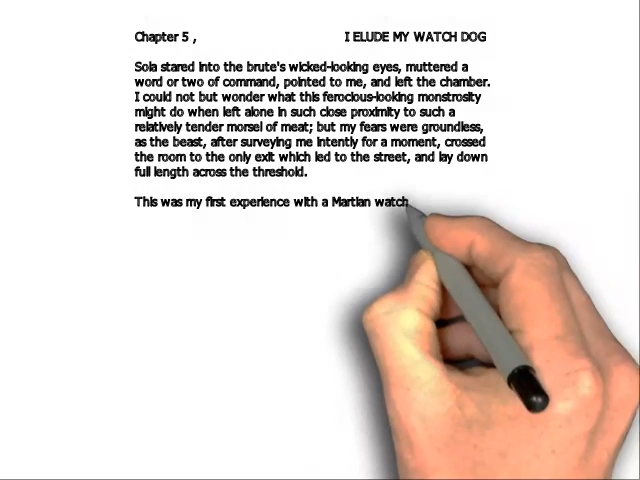 Chapter 5 , I ELUDE MY WATCH DOG
Sola stared into the brute's wicked-looking eyes, muttered a
word or two of command, pointed to me, and left the chamber.
I could not but wonder what this ferocious-looking monstrosity
might do when left alone in such close proximity to such a
relatively tender morsel of meat; but my fears were groundless,
as the beast, after surveying me intently for a moment, crossed
the room to the only exit which led to the street, and lay down
full length across the threshold.
This was my first experience with a Martian watch